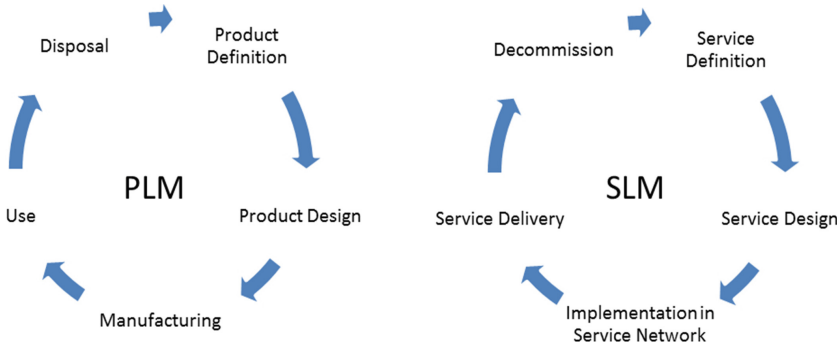 PLM
Product
Definition
Product Design
Manufacturing
Use
Disposal
SLM
Service
Definition
Service Design
Implementation in
Service Network
Service Delivery
Decommission